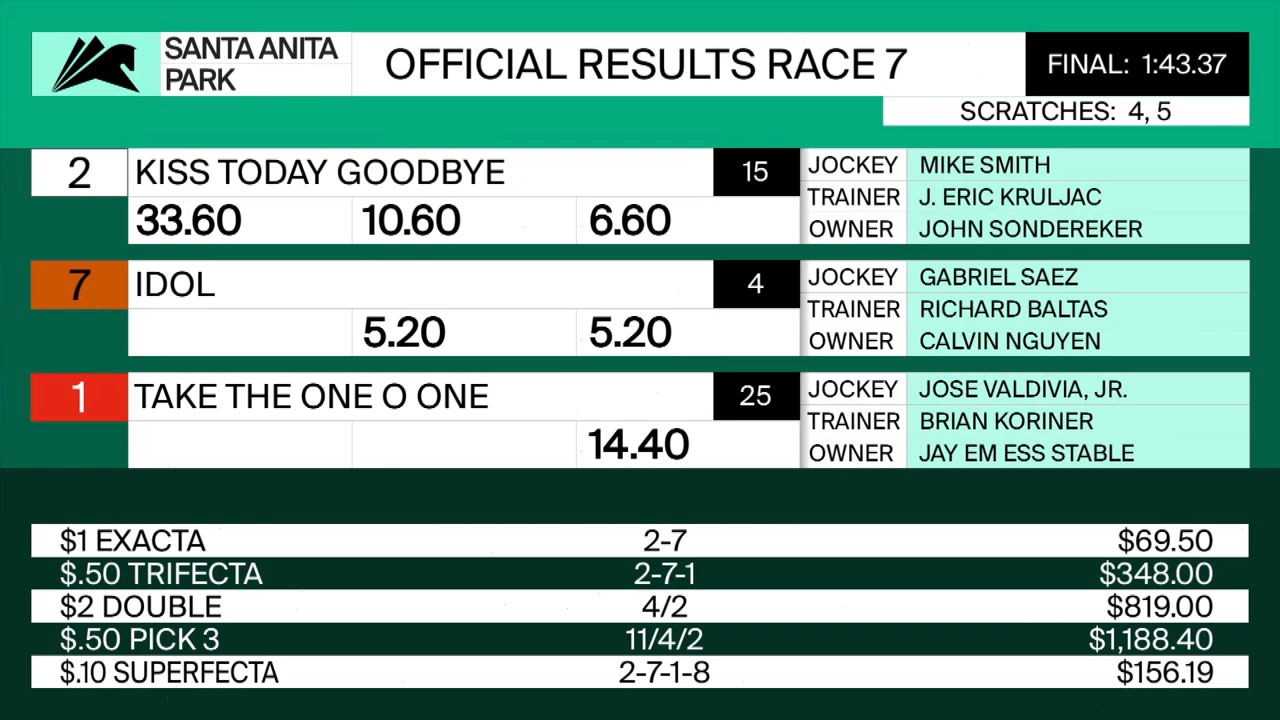 SANTA ANITA
PARK
OFFICIAL RESULTS RACE 7
FINAL: 1:43.37
SCRATCHES: 4, 5
2 KISS TODAY GOODBYE 15
33.60 10.60 6.60
JOCKEY MIKE SMITH
TRAINER J. ERIC KRULJAC
OWNER JOHN SONDEREKER
7 IDOL 4
5.20 5.20
JOCKEY GABRIEL SAEZ
TRAINER RICHARD BALTAS
OWNER CALVIN NGUYEN
1 TAKE THE ONE O ONE 25
14.40
JOCKEY JOSE VALDIVIA, JR.
TRAINER BRIAN KORINER
OWNER JAY EM ESS STABLE
$1 EXACTA 2-7 $69.50
$.50 TRIFECTA 2-7-1 $348.00
$2 DOUBLE 4/2 $819.00
$.50 PICK 3 11/4/2 $1,188.40
$.10 SUPERFECTA 2-7-1-8 $156.19